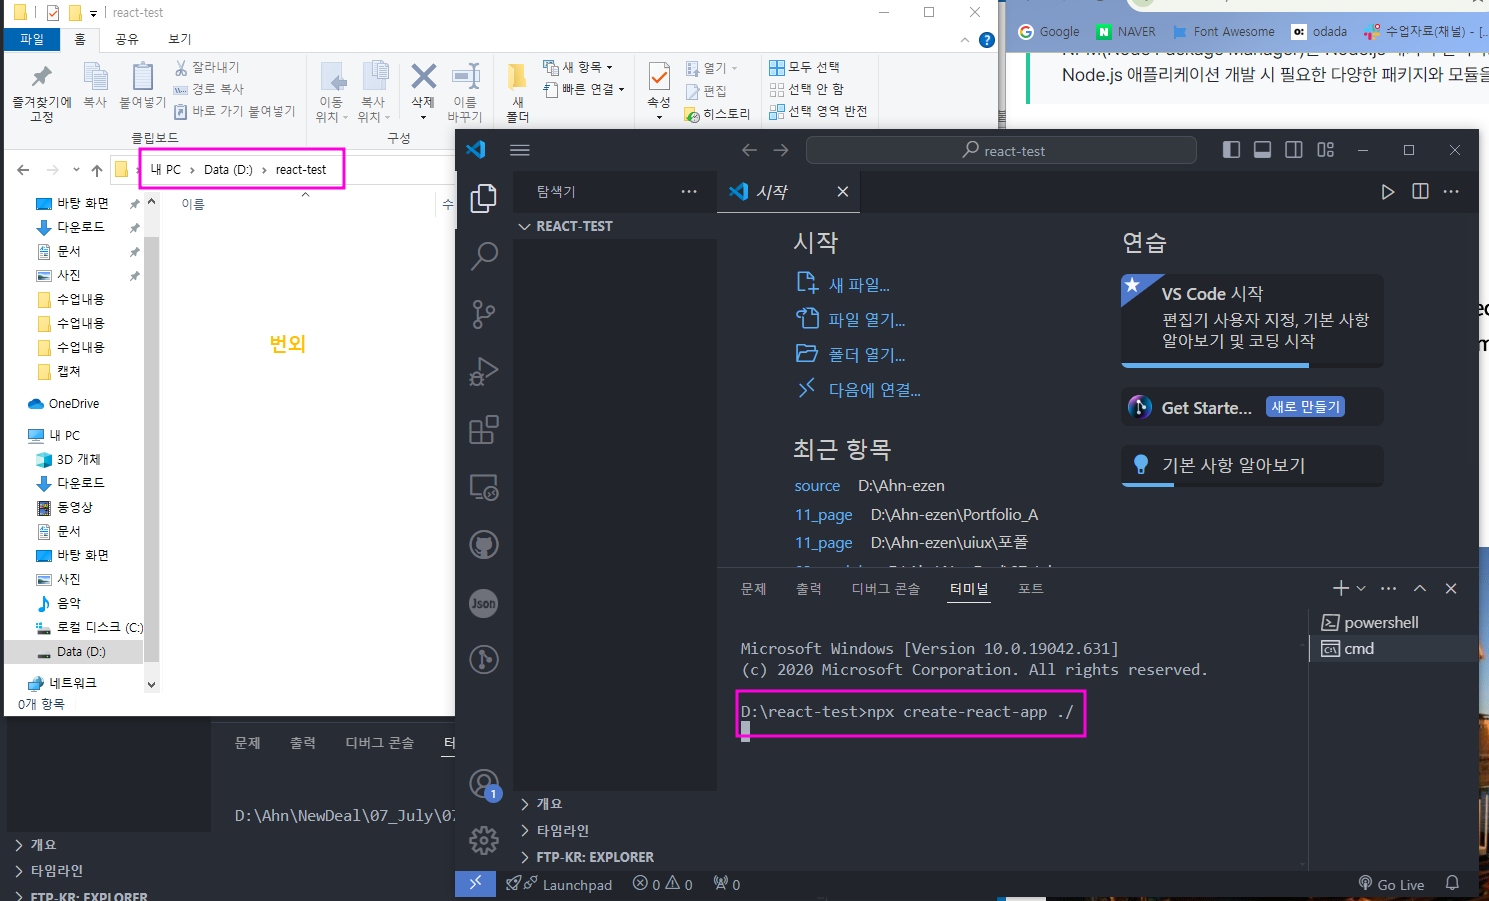 react-test
파일
홈
공유
보기
즐겨찾기에
고정
복사
붙여넣기
잘라내기
경로 복사
바로 가기 붙여넣기
클립보드
이동
위치
복사
위치
삭제
이름
바꾸기
구성
새
폴더
새 항목
빠른 연결
속성
열기
편집
히스토리
모두 선택
선택 안 함
선택 영역 반전
내 PC > Data (D:) > react-test
이름
수
바탕 화면
다운로드
문서
사진
수업내용
수업내용
수업내용
캡쳐
OneDrive
내 PC
3D 개체
다운로드
동영상
문서
바탕 화면
사진
음악
로컬 디스크 (C:)
Data (D:)
네트워크
0개 항목
번외
Google
NAVER
Font Awesome
odada
수업자료(채널) - [...
Node.js 애플리케이션 개발 시 필요한 다양한 패키지와 모듈을
react-test
탐색기
REACT-TEST
시작
시작
새 파일...
파일 열기...
폴더 열기...
다음에 연결...
최근 항목
source D:\Ahn-ezen
11_page D:\Ahn-ezen\Portfolio_A
11_page D:\Ahn-ezen\uiux\포폴
연습
VS Code 시작
편집기 사용자 지정, 기본 사항
알아보기 및 코딩 시작
Get Starte... 새로 만들기
기본 사항 알아보기
문제 출력 디버그 콘솔 터미널 포트
powershell
cmd
Microsoft Windows [Version 10.0.19042.631]
(c) 2020 Microsoft Corporation. All rights reserved.
D:\react-test>npx create-react-app ./
Json
1
개요
타임라인
FTP-KR: EXPLORER
Launchpad 0 0 0
Go Live
문제 출력 디버그 콘솔 터
D:\Ahn\NewDeal\07_July\07
개요
타임라인
FTP-KR: EXPLORER